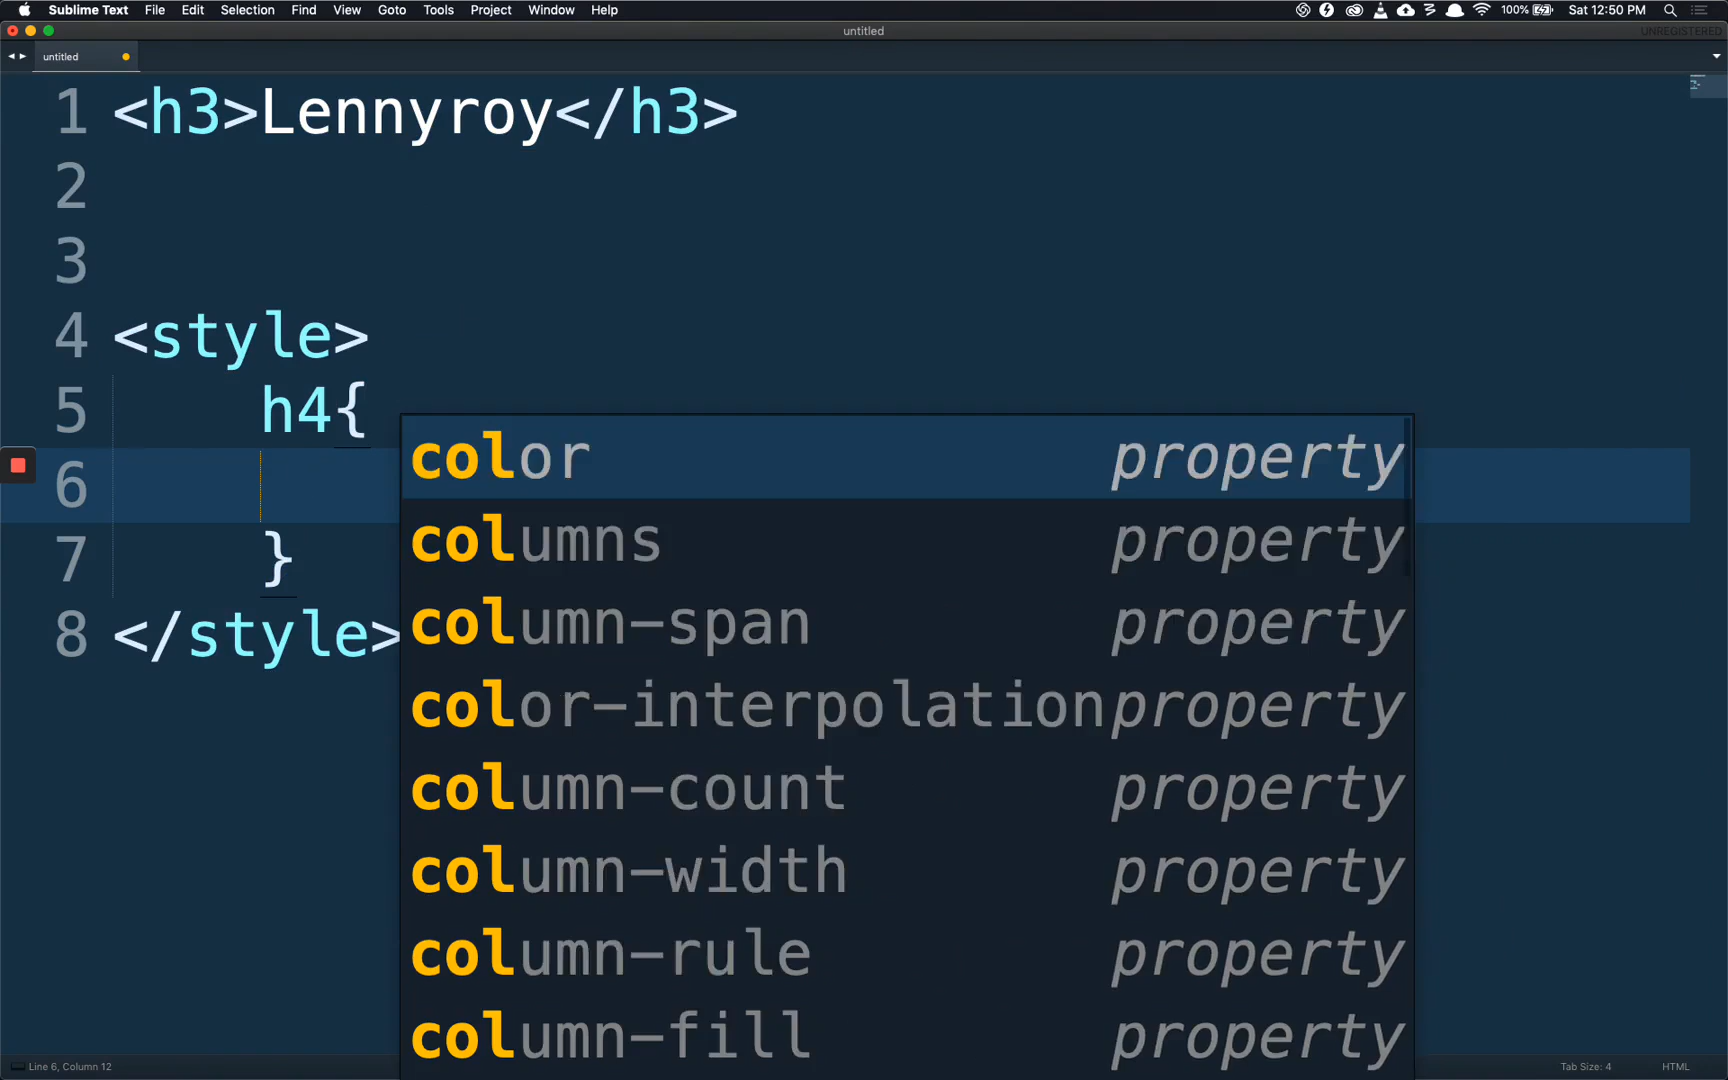 Sublime Text File Edit Selection Find View Goto Tools Project Window Help 100% Sat 12:50 PM
untitled UNREGISTERED
untitled
1 <h3>Lennyroy</h3>
2
3
4 <style>
5 h4{
6
7 }
8 </style>
color property
columns property
column-span property
color-interpolation property
column-count property
column-width property
column-rule property
column-fill property
Line 6, Column 12 Tab Size: 4 HTML